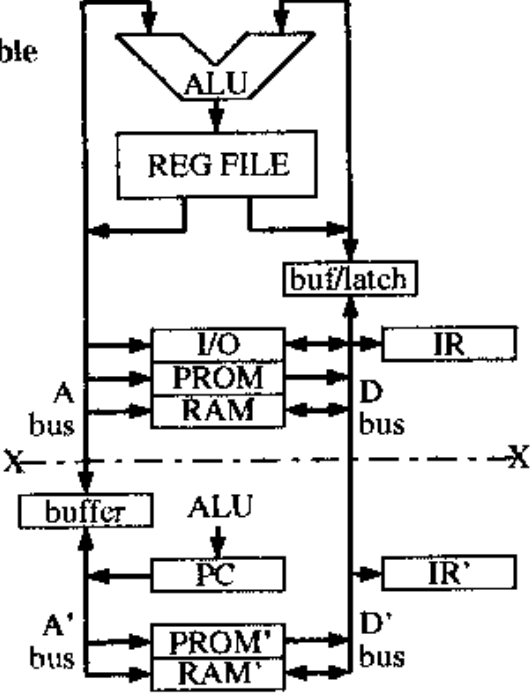 ble
ALU
REG FILE
buf/latch
I/O
IR
PROM
A
D
RAM
bus
bus
X
X
buffer
ALU
PC
IR'
A'
D'
PROM'
bus
bus
RAM'